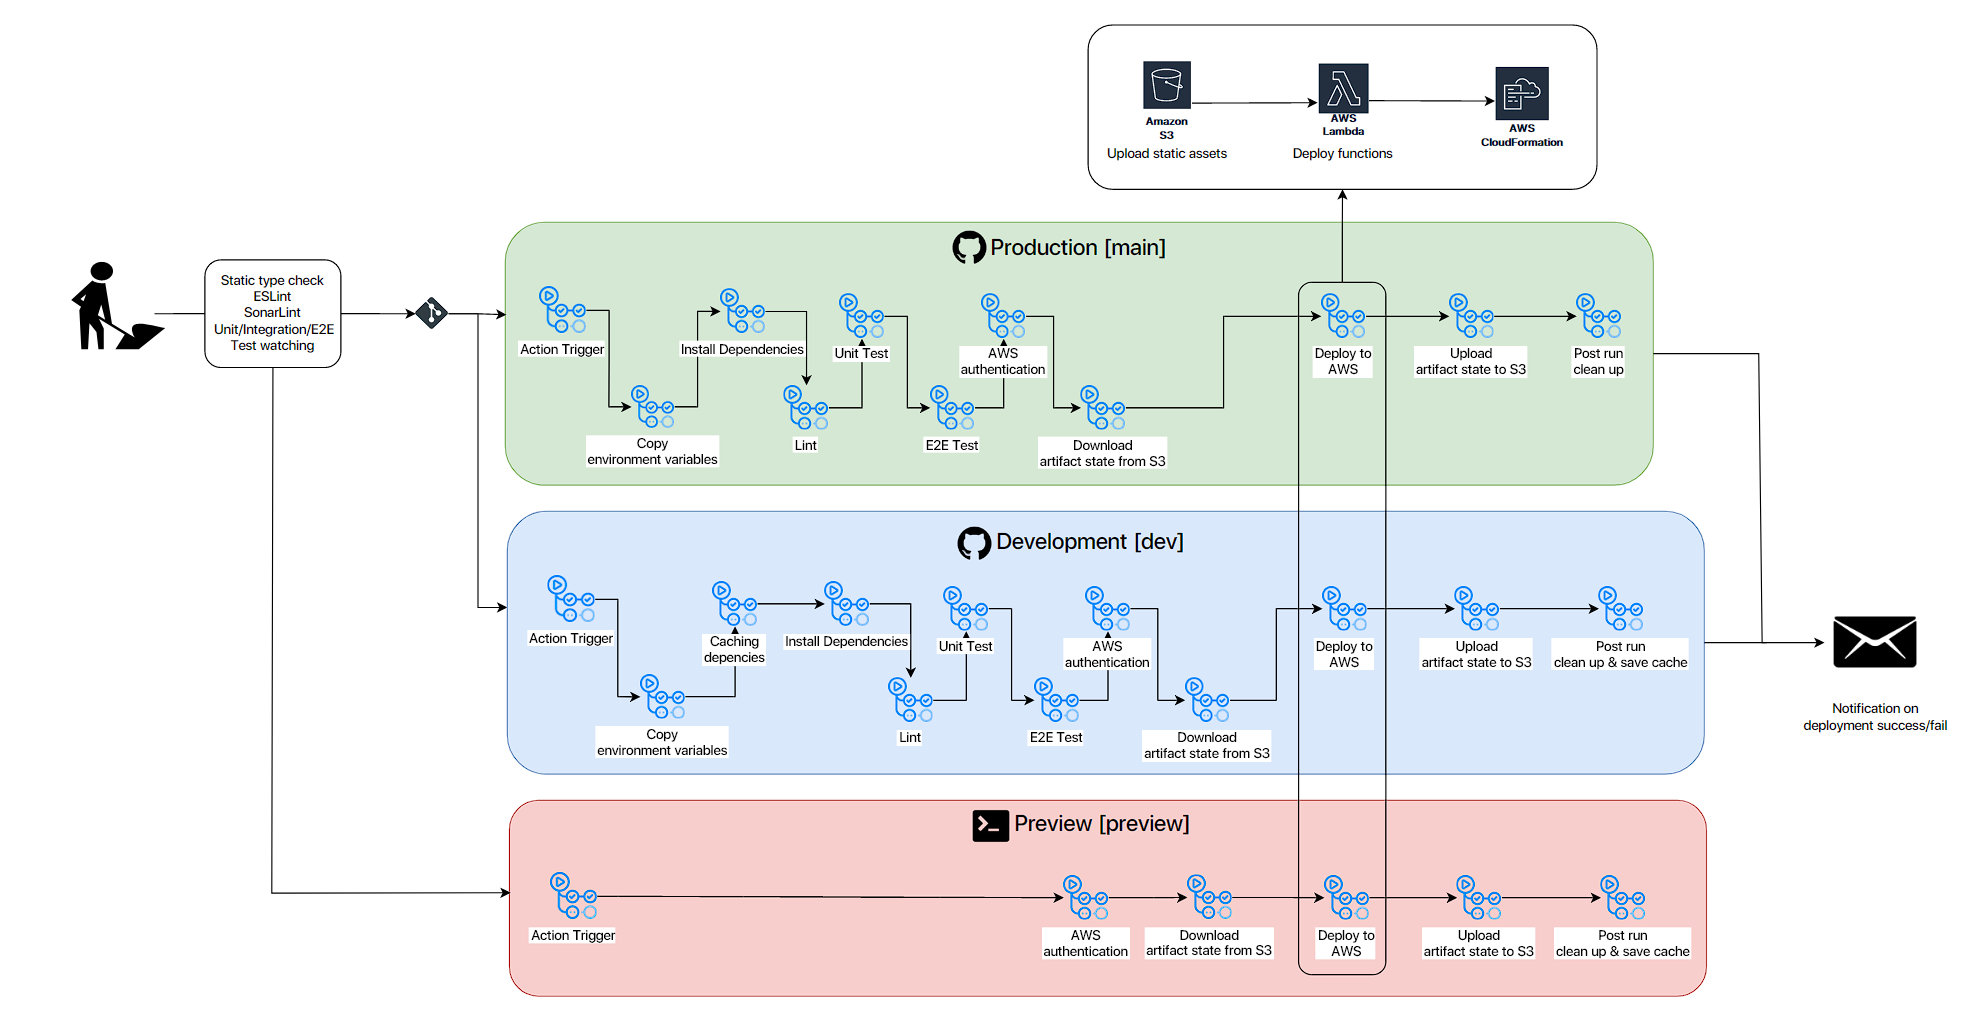 Amazon
S3
Upload static assets
AWS
Lambda
Deploy functions
AWS
CloudFormation
Static type check
ESLint
SonarLint
Unit/Integration/E2E
Test watching
Production [main]
Action Trigger
Copy
environment variables
Install Dependencies
Lint
Unit Test
E2E Test
AWS
authentication
Download
artifact state from S3
Deploy to
AWS
Upload
artifact state to S3
Post run
clean up
Development [dev]
Action Trigger
Copy
environment variables
Caching
depencies
Install Dependencies
Lint
Unit Test
E2E Test
AWS
authentication
Download
artifact state from S3
Deploy to
AWS
Upload
artifact state to S3
Post run
clean up & save cache
Notification on
deployment success/fail
Preview [preview]
Action Trigger
AWS
authentication
Download
artifact state from S3
Deploy to
AWS
Upload
artifact state to S3
Post run
clean up & save cache